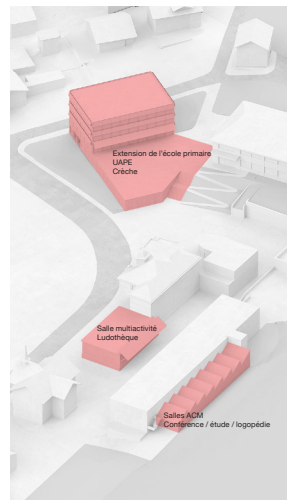 Extension de l'école primaire
UAPE
Crèche
Salle multiactivité
Ludothèque
Salles ACM
Conférence / étude / logopédie